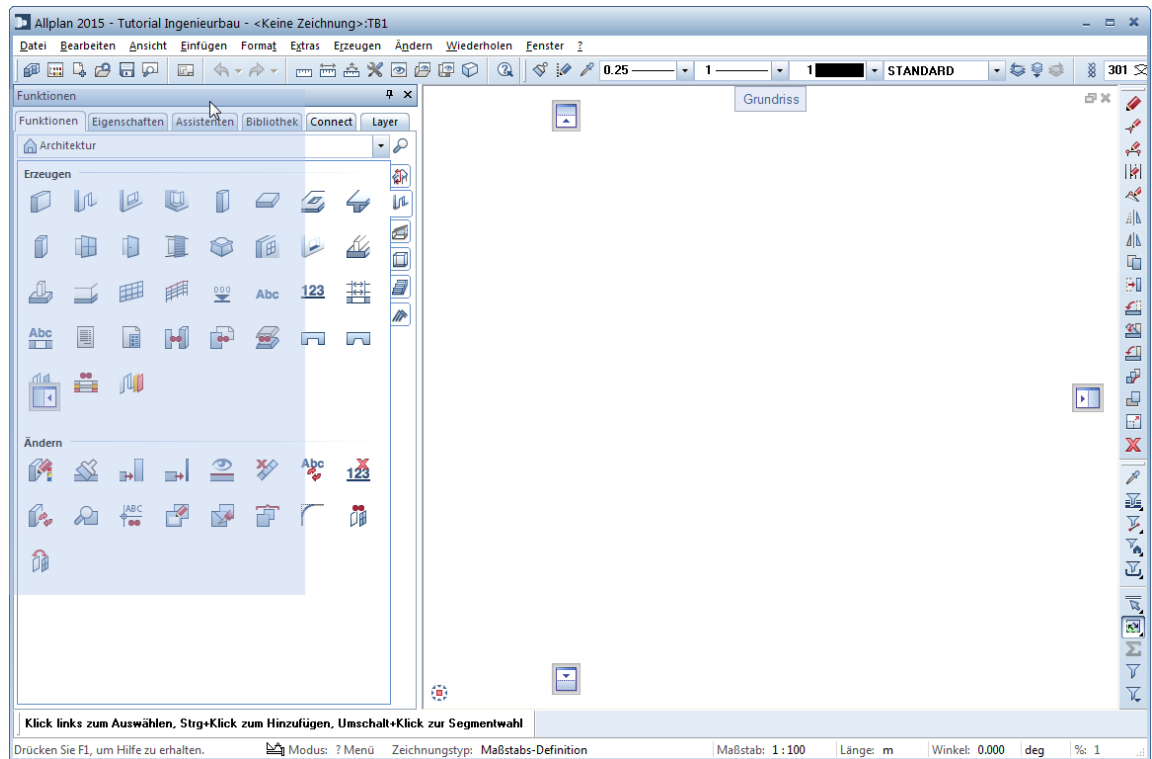 Allplan 2015 - Tutorial Ingenieurbau - <Keine Zeichnung>:TB1
Datei Bearbeiten Ansicht Einfügen Format Extras Erzeugen Ändern Wiederholen Fenster ?
0.25 1 1 STANDARD 301
Funktionen
Grundriss
Funktionen Eigenschaften Assistenten Bibliothek Connect Layer
Architektur
Erzeugen
Abc 123
Abc
Ändern
Abc 123
ABC
Klick links zum Auswählen, Strg+Klick zum Hinzufügen, Umschalt+Klick zur Segmentwahl
Drücken Sie F1, um Hilfe zu erhalten. Modus: ? Menü Zeichnungstyp: Maßstabs-Definition Maßstab: 1:100 Länge: m Winkel: 0.000 deg %: 1